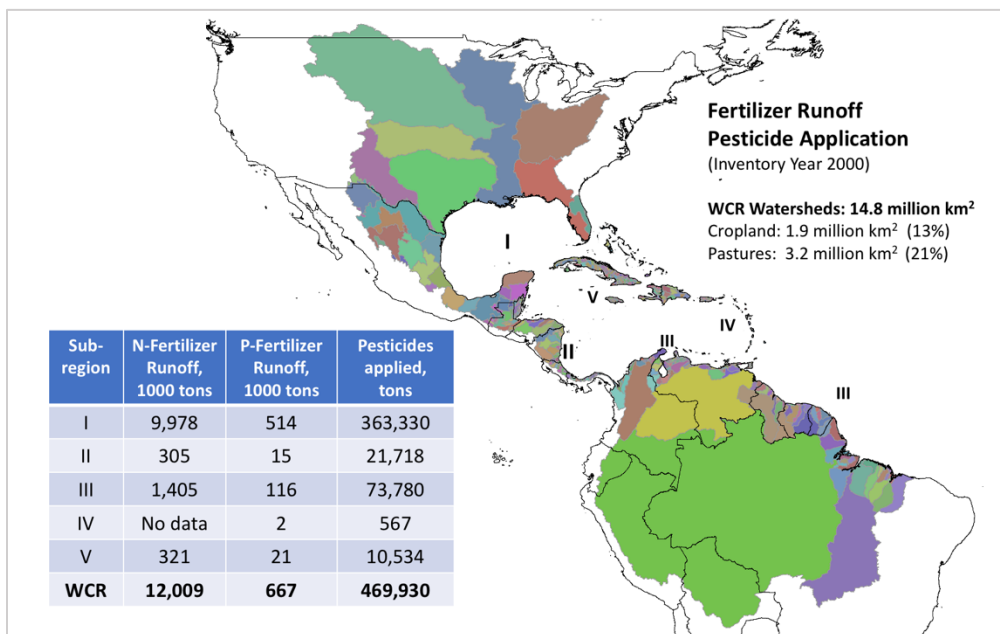 Fertilizer Runoff
Pesticide Application
(Inventory Year 2000)
WCR Watersheds: 14.8 million km²
Cropland: 1.9 million km² (13%)
Pastures: 3.2 million km² (21%)
I
V
IV
II
III
III
Sub-region N-Fertilizer Runoff, 1000 tons P-Fertilizer Runoff, 1000 tons Pesticides applied, tons
I 9,978 514 363,330
II 305 15 21,718
III 1,405 116 73,780
IV No data 2 567
V 321 21 10,534
WCR 12,009 667 469,930